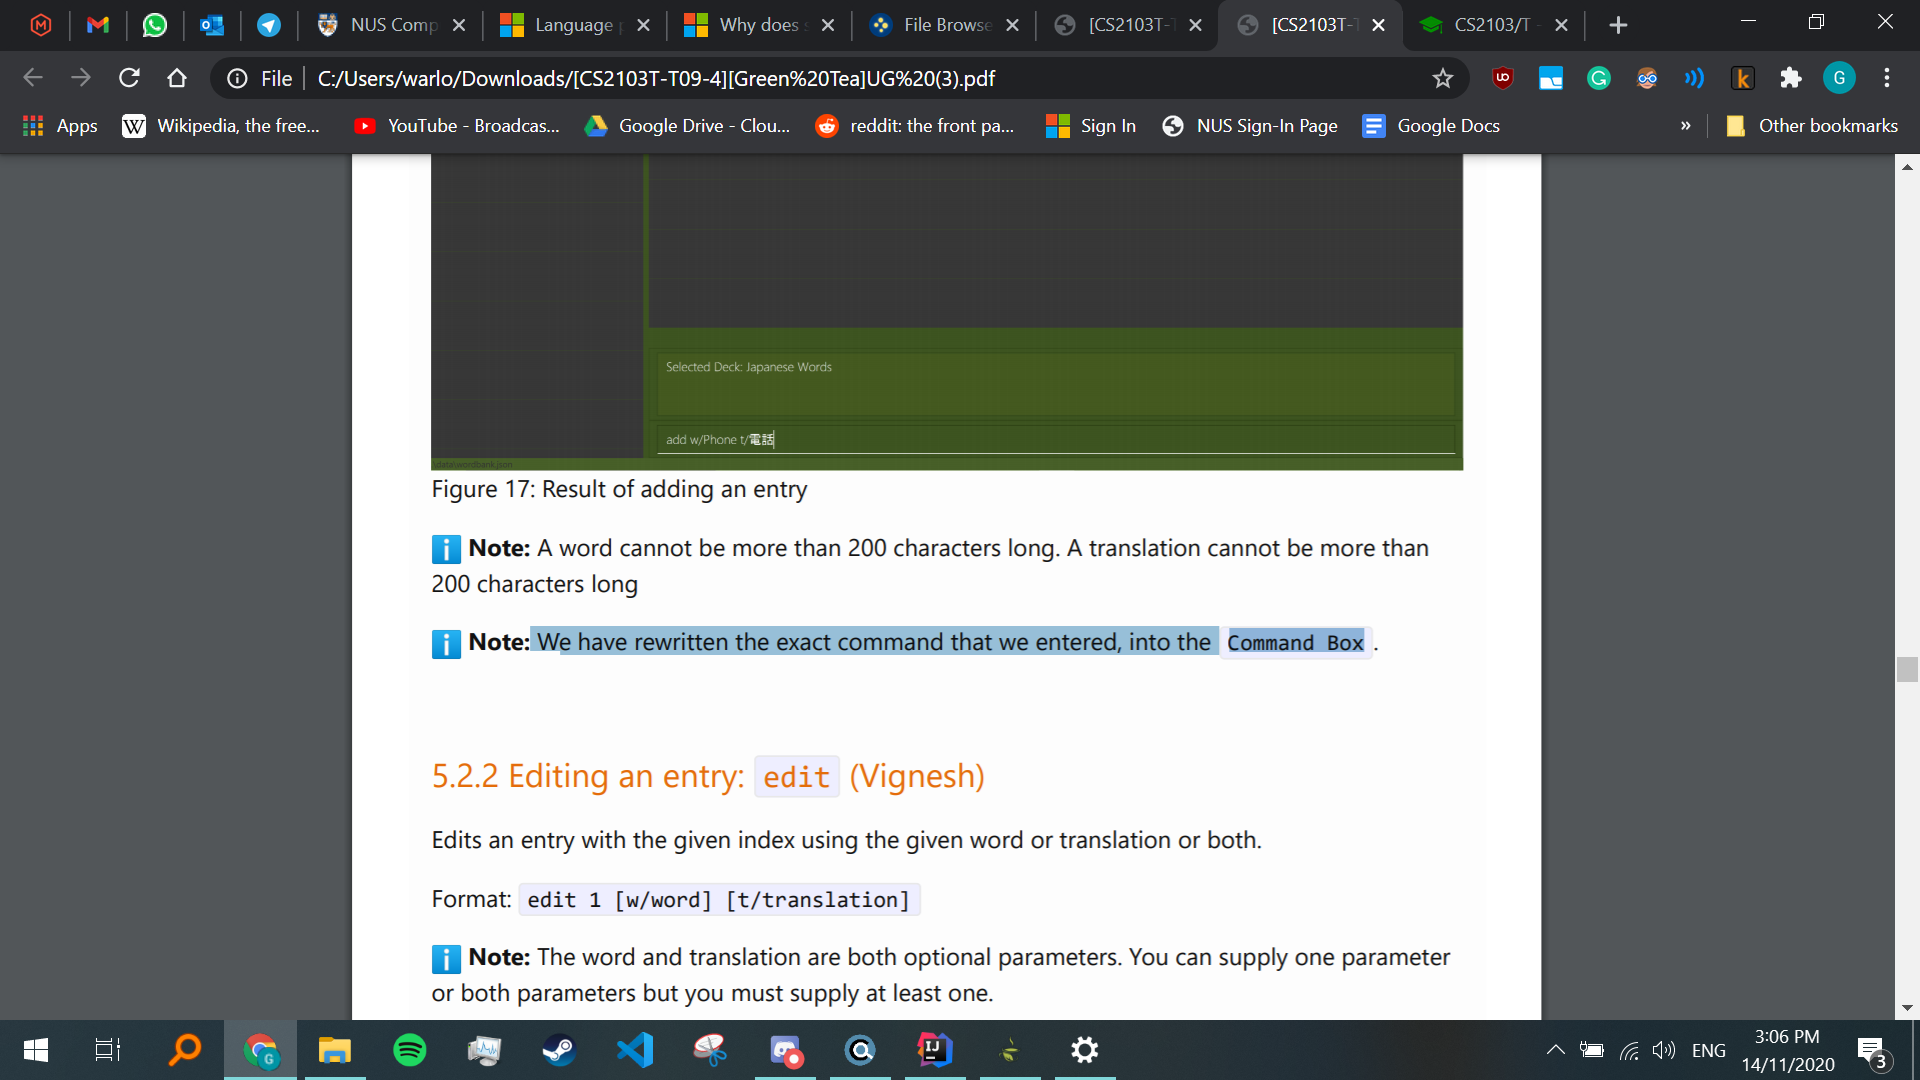 NUS Comp
Language
Why does
File Browse
[CS2103T-
[CS2103T-
CS2103/T -
File
C:/Users/warlo/Downloads/[CS2103T-T09-4][Green%20Tea]UG%20(3).pdf
Apps
Wikipedia, the free...
YouTube - Broadcas...
Google Drive - Clou...
reddit: the front pa...
Sign In
NUS Sign-In Page
Google Docs
»
Other bookmarks
Selected Deck: Japanese Words
add w/Phone t/電話
Figure 17: Result of adding an entry
Note: A word cannot be more than 200 characters long. A translation cannot be more than
200 characters long
Note: We have rewritten the exact command that we entered, into the Command Box.
5.2.2 Editing an entry: edit (Vignesh)
Edits an entry with the given index using the given word or translation or both.
Format: edit 1 [w/word] [t/translation]
Note: The word and translation are both optional parameters. You can supply one parameter
or both parameters but you must supply at least one.
ENG
3:06 PM
14/11/2020
3